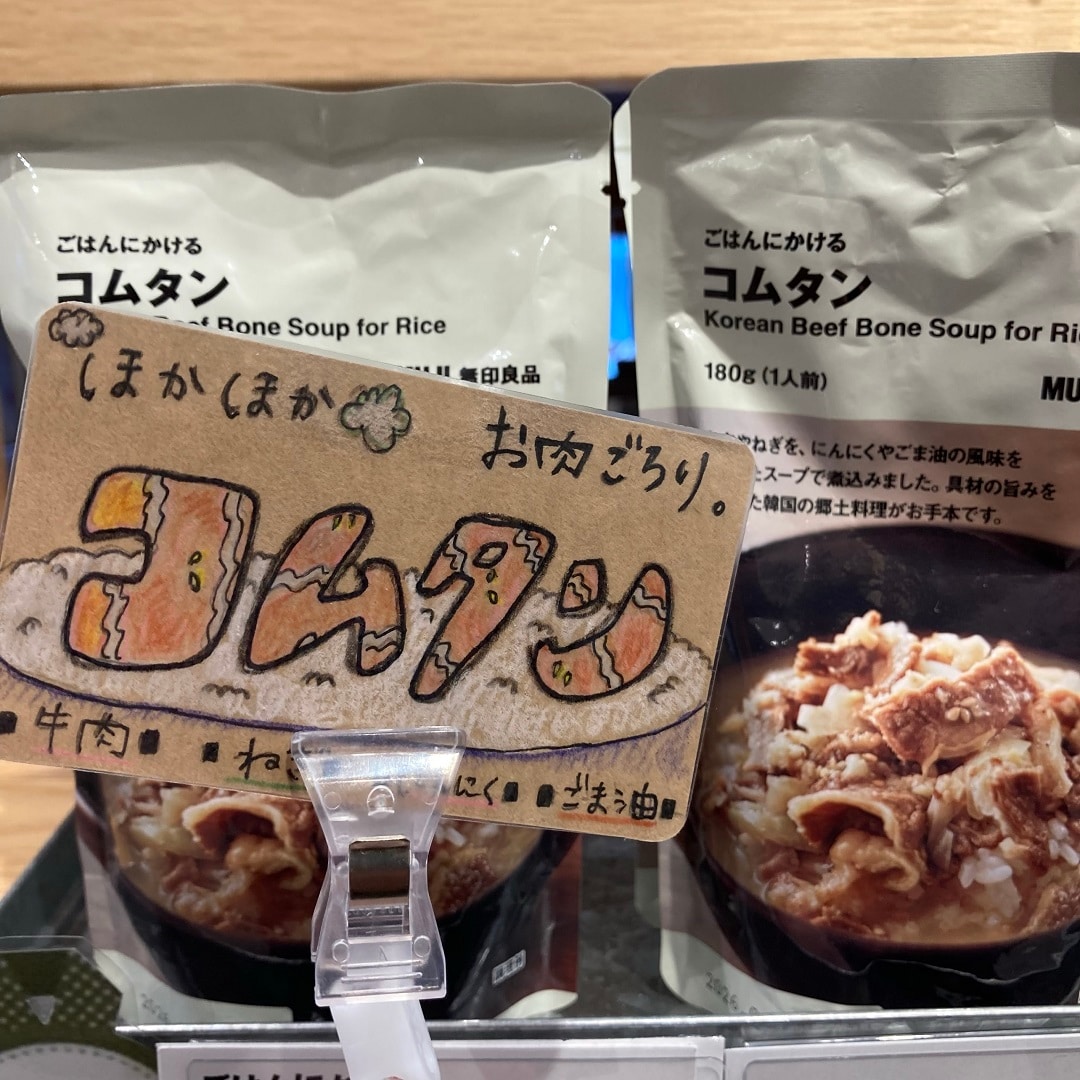 ごはんにかける
コムタン
Beef Bone Soup for Rice
無印良品
ほかほか
お肉ごろり。
コムタン
牛肉
ねぎ
にく
ごまう油
ごはんにかける
コムタン
Korean Beef Bone Soup for
180g（1人前）
やねぎを、にんにくやごま油の風味を
スープで煮込みました。具材の旨みを
韓国の郷土料理がお手本です。